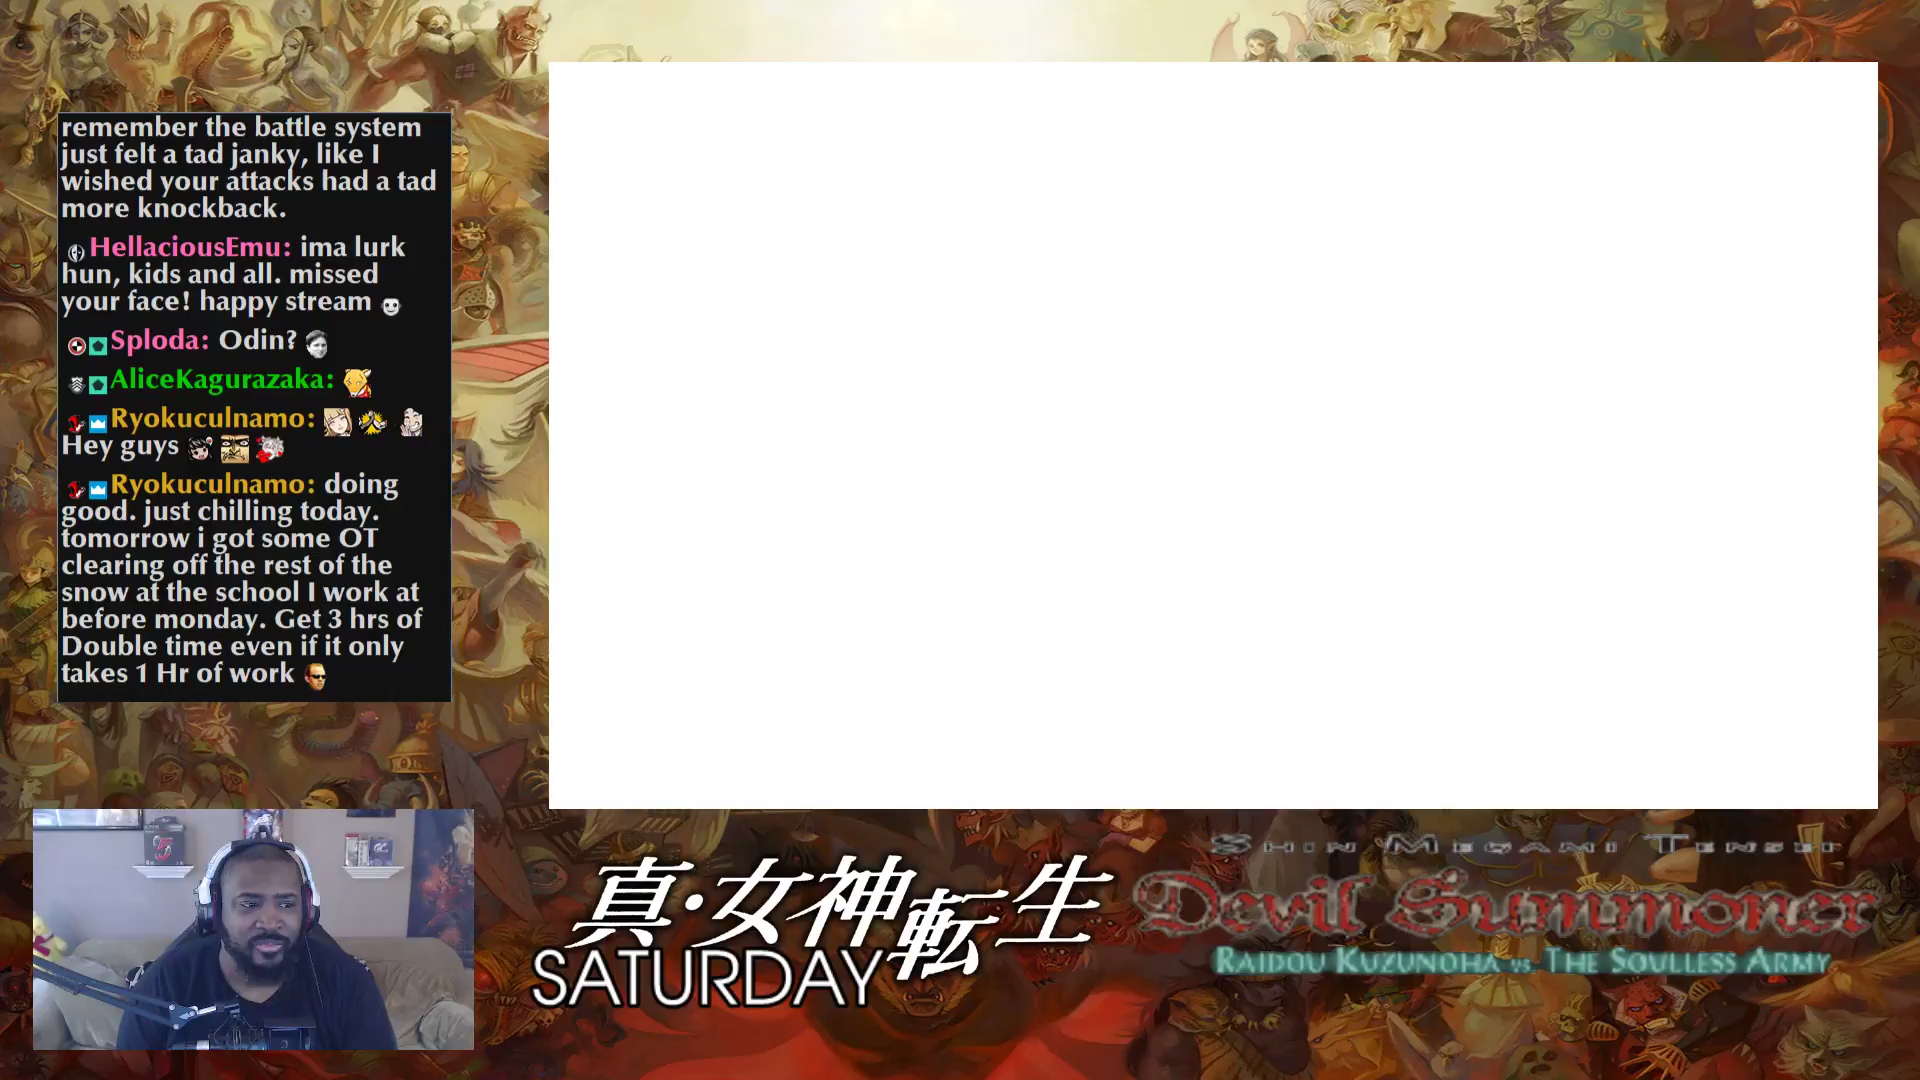 remember the battle system
just felt a tad janky, like I
wished your attacks had a tad
more knockback.
HellaciousEmu: ima lurk
hun, kids and all. missed
your face! happy stream
Sploda: Odin?
AliceKagurazaka:
RyokucuInamo:
Hey guys
RyokucuInamo: doing
good. just chilling today.
tomorrow i got some OT
clearing off the rest of the
snow at the school I work at
before monday. Get 3 hrs of
Double time even if it only
takes 1 Hr of work
真・女神転生
SATURDAY
Shin Megami Tensei
Devil Summoner
Raidou Kuzunoha vs. The Soulless Army